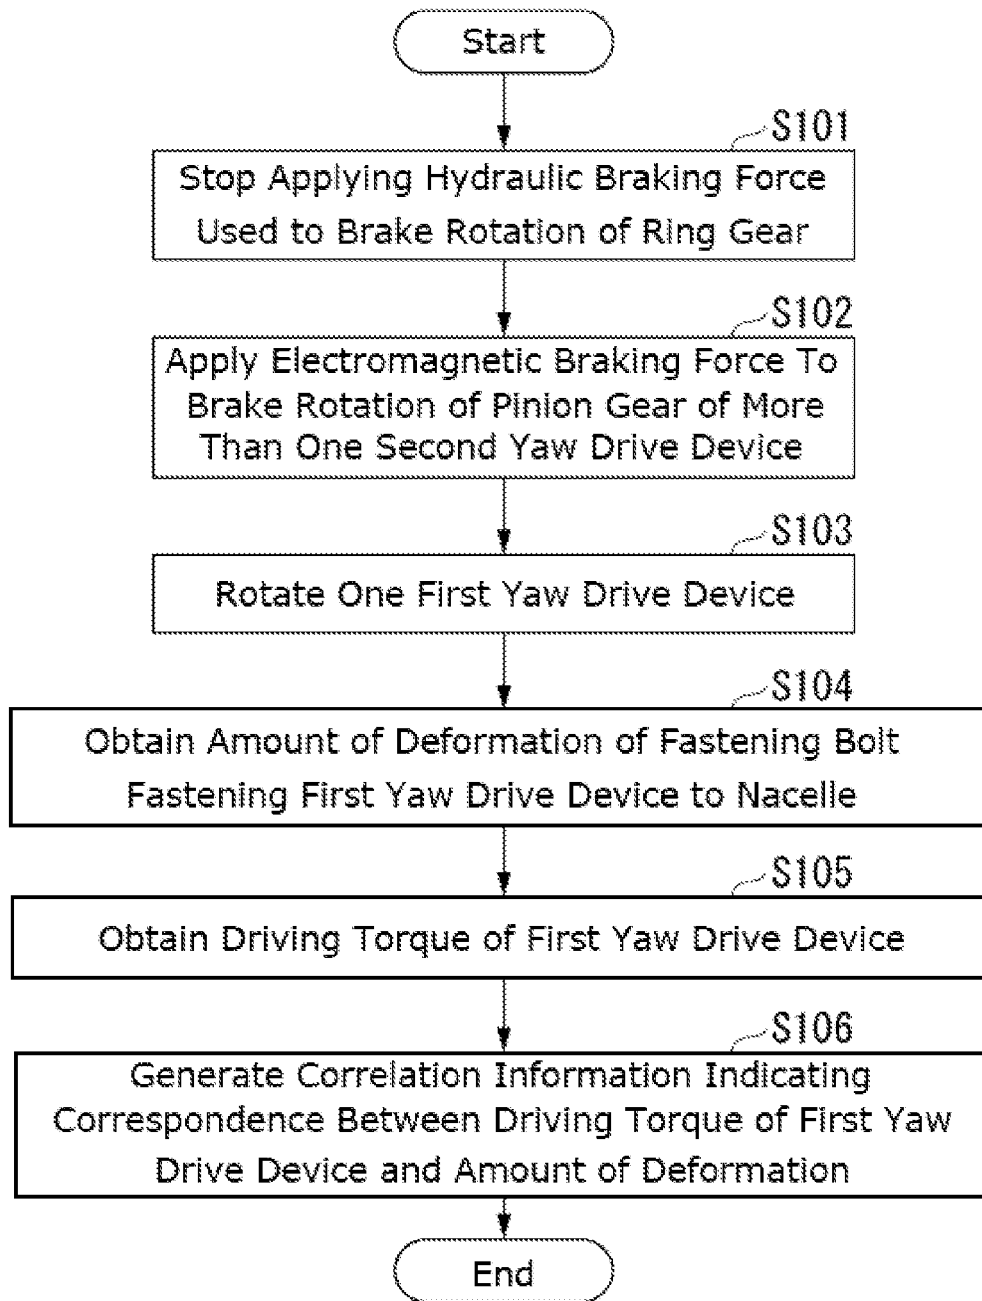 Start
S101
Stop Applying Hydraulic Braking Force
Used to Brake Rotation of Ring Gear
S102
Apply Electromagnetic Braking Force To
Brake Rotation of Pinion Gear of More
Than One Second Yaw Drive Device
S103
Rotate One First Yaw Drive Device
S104
Obtain Amount of Deformation of Fastening Bolt
Fastening First Yaw Drive Device to Nacelle
S105
Obtain Driving Torque of First Yaw Drive Device
S106
Generate Correlation Information Indicating
Correspondence Between Driving Torque of First Yaw
Drive Device and Amount of Deformation
End